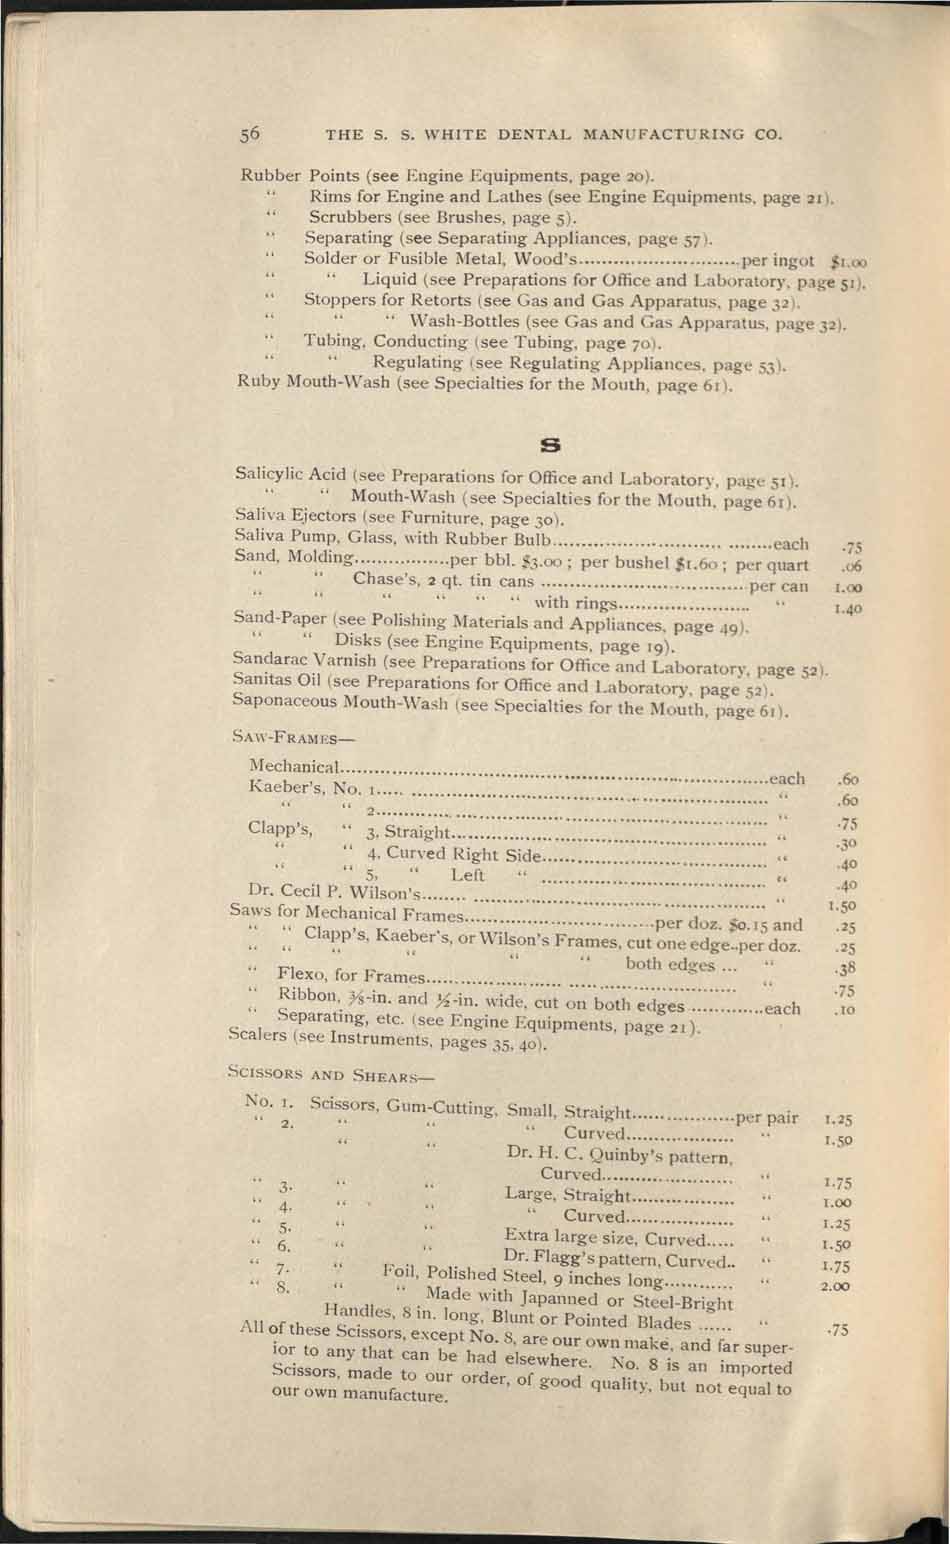 56 THE S. S. WHITE DENTAL MANUFACTURING CO.
Rubber Points (see Engine Equipments, page 20).
“ Rims for Engine and Lathes (see Engine Equipments, page 21).
“ Scrubbers (see Brushes, page 5).
“ Separating (see Separating Appliances, page 57).
“ Solder or Fusible Metal, Wood's............................per ingot $1.00
“ “ Liquid (see Preparations for Office and Laboratory, page 51).
“ Stoppers for Retorts (see Gas and Gas Apparatus, page 32).
“ “ “ Wash-Bottles (see Gas and Gas Apparatus, page 32).
“ Tubing, Conducting (see Tubing, page 70).
“ “ Regulating (see Regulating Appliances, page 53).
Ruby Mouth-Wash (see Specialties for the Mouth, page 61).
S
Salicylic Acid (see Preparations for Office and Laboratory, page 51).
“ “ Mouth-Wash (see Specialties for the Mouth, page 61).
Saliva Ejectors (see Furniture, page 30).
Saliva Pump, Glass, with Rubber Bulb............................. ........each .75
Sand, Molding.................per bbl. $3.00 ; per bushel $1.60 ; per quart .06
“ “ Chase's, 2 qt. tin cans ....................................per can 1.00
“ “ “ “ “ “ with rings....................... “ 1.40
Sand-Paper (see Polishing Materials and Appliances, page 49).
“ “ Disks (see Engine Equipments, page 19).
Sandarac Varnish (see Preparations for Office and Laboratory, page 52).
Sanitas Oil (see Preparations for Office and Laboratory, page 52).
Saponaceous Mouth-Wash (see Specialties for the Mouth, page 61).
SAW-FRAMES—
Mechanical...........................................................................each .60
Kaeber's, No. 1..... ................................................................ “ .60
“ “ 2..................................................................... “ .75
Clapp's, “ 3, Straight....................................................... “ .30
“ “ 4, Curved Right Side....................................... “ .40
“ “ 5, “ Left “ ....................................... “ .40
Dr. Cecil P. Wilson's........ ................................................... “ 1.50
Saws for Mechanical Frames..................................per doz. $0.15 and .25
“ “ Clapp's, Kaeber's, or Wilson's Frames, cut one edge..per doz. .25
“ “ “ “ “ both edges ... “ .38
“ Flexo, for Frames........................ ............................. “ .75
“ Ribbon, ⅜-in. and ½-in. wide, cut on both edges .............each .10
“ Separating, etc. (see Engine Equipments, page 21).
Scalers (see Instruments, pages 35, 40).
SCISSORS AND SHEARS—
No. 1. Scissors, Gum-Cutting, Small, Straight...................per pair 1.25
“ 2. “ “ “ Curved.................... “ 1.50
“ “ Dr. H. C. Quinby's pattern,
Curved........................ “ 1.75
“ 3. “ “ Large, Straight................... “ 1.00
“ 4. “ “ “ Curved.................... “ 1.25
“ 5. “ “ Extra large size, Curved..... “ 1.50
“ 6. “ “ Dr. Flagg's pattern, Curved.. “ 1.75
“ 7. “ Foil, Polished Steel, 9 inches long............. “ 2.00
“ 8. “ “ Made with Japanned or Steel-Bright
Handles, 8 in. long, Blunt or Pointed Blades ...... “ .75
All of these Scissors, except No. 8, are our own make, and far super-
ior to any that can be had elsewhere. No. 8 is an imported
Scissors, made to our order, of good quality, but not equal to
our own manufacture.